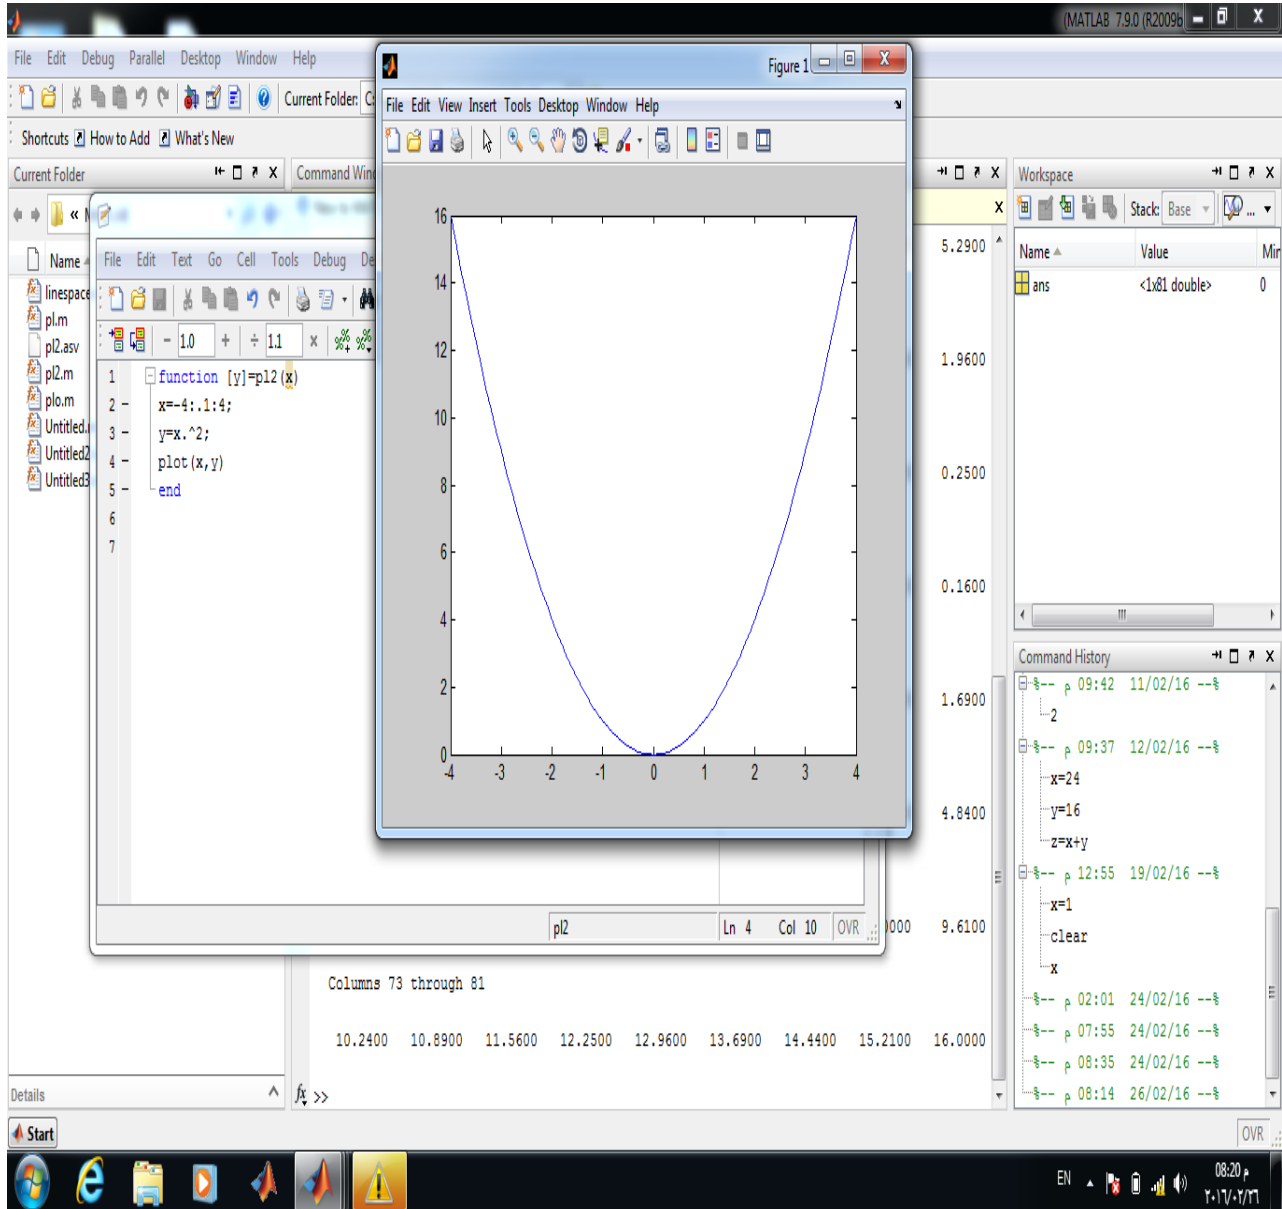 (MATLAB 7.9.0 (R2009b
File Edit Debug Parallel Desktop Window Help
Current Folder: C:
Shortcuts How to Add What's New
Current Folder
Command Wind
Name
linespace
pl.m
pl2.asv
pl2.m
plo.m
Untitled.
Untitled2
Untitled3
Details
File Edit Text Go Cell Tools Debug De
1.0
1.1
1 function [y]=pl2(x)
2 x=-4:.1:4;
3 y=x.^2;
4 plot(x,y)
5 end
6
7
pl2
Ln 4 Col 10 OVR
Figure 1
File Edit View Insert Tools Desktop Window Help
16
14
12
10
8
6
4
2
0
-4 -3 -2 -1 0 1 2 3 4
5.2900
1.9600
0.2500
0.1600
1.6900
4.8400
0000 9.6100
Columns 73 through 81
10.2400 10.8900 11.5600 12.2500 12.9600 13.6900 14.4400 15.2100 16.0000
fx >>
Workspace
Stack: Base
Name Value Min
ans <1x81 double> 0
Command History
%-- م 09:42 11/02/16 --%
2
%-- م 09:37 12/02/16 --%
x=24
y=16
z=x+y
%-- م 12:55 19/02/16 --%
x=1
clear
x
%-- م 02:01 24/02/16 --%
%-- م 07:55 24/02/16 --%
%-- م 08:35 24/02/16 --%
%-- م 08:14 26/02/16 --%
Start
OVR
EN
08:20 م
٢٠١٦/٠٢/٢٦